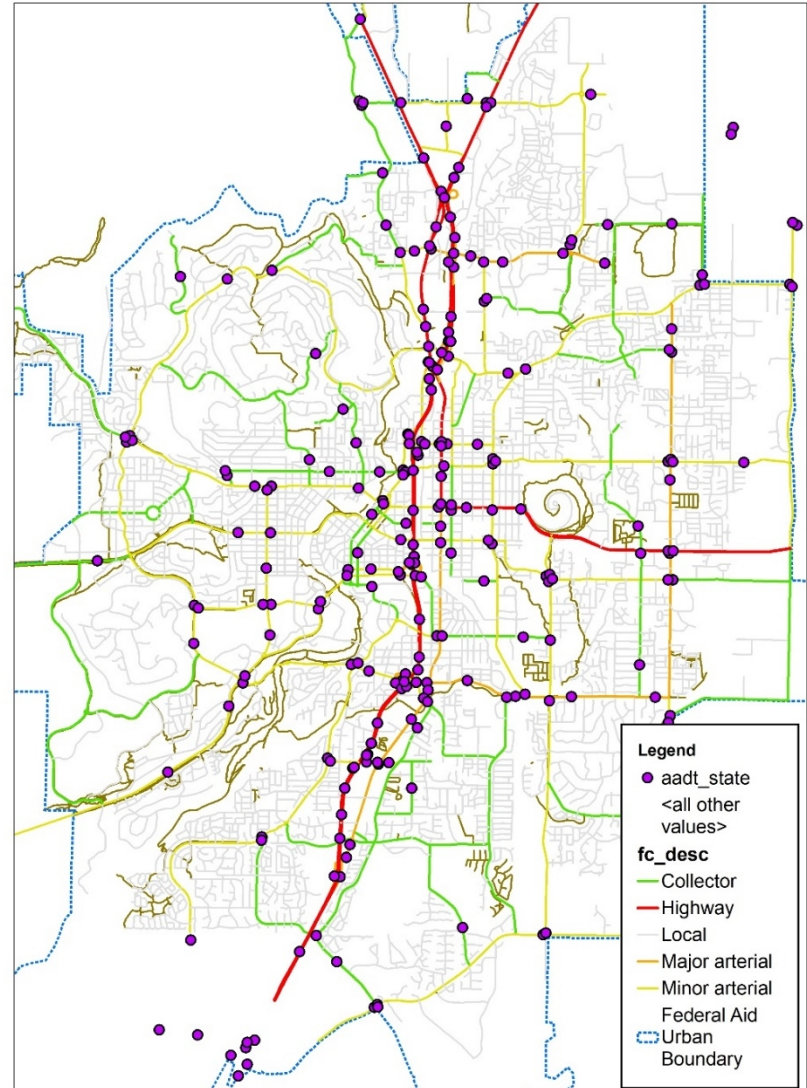 Legend
aadt_state
<all other
values>
fc_desc
Collector
Highway
Local
Major arterial
Minor arterial
Federal Aid
Urban
Boundary